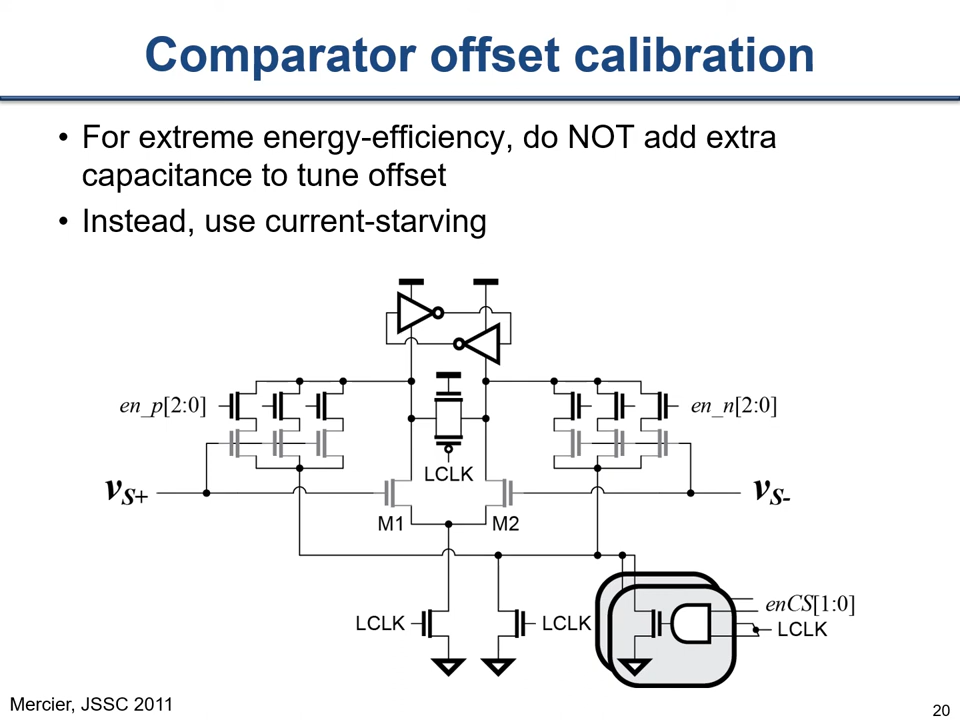 Comparator offset calibration
• For extreme energy-efficiency, do NOT add extra
capacitance to tune offset
• Instead, use current-starving
en_p[2:0]
en_n[2:0]
LCLK
vS+
vS-
M1
M2
LCLK
LCLK
enCS[1:0]
LCLK
Mercier, JSSC 2011
20